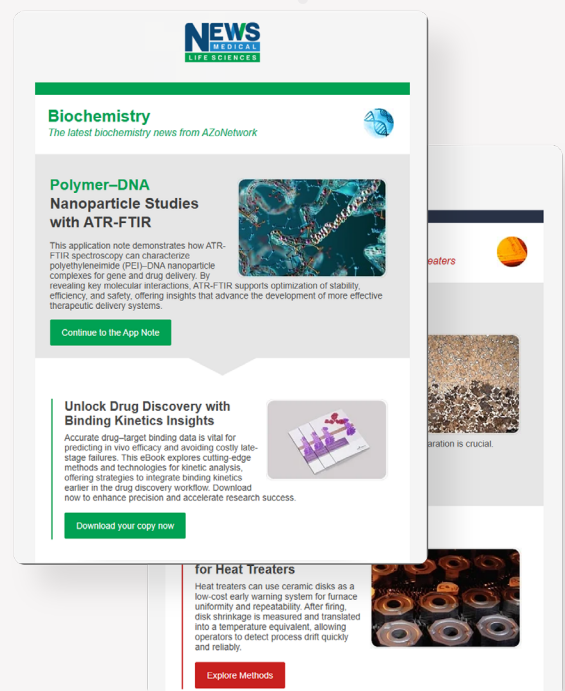 NEWS
MEDICAL
LIFE SCIENCES
Biochemistry
The latest biochemistry news from AZoNetwork
Polymer–DNA
Nanoparticle Studies
with ATR-FTIR
This application note demonstrates how ATR-
FTIR spectroscopy can characterize
polyethyleneimide (PEI)–DNA nanoparticle
complexes for gene and drug delivery. By
revealing key molecular interactions, ATR-FTIR supports optimization of stability,
efficiency, and safety, offering insights that advance the development of more effective
therapeutic delivery systems.
Continue to the App Note
Unlock Drug Discovery with
Binding Kinetics Insights
Accurate drug–target binding data is vital for
predicting in vivo efficacy and avoiding costly late-
stage failures. This eBook explores cutting-edge
methods and technologies for kinetic analysis,
offering strategies to integrate binding kinetics
earlier in the drug discovery workflow. Download
now to enhance precision and accelerate research success.
Download your copy now
eaters
aration is crucial.
for Heat Treaters
Heat treaters can use ceramic disks as a
low-cost early warning system for furnace
uniformity and repeatability. After firing,
disk shrinkage is measured and translated
into a temperature equivalent, allowing
operators to detect process drift quickly
and reliably.
Explore Methods